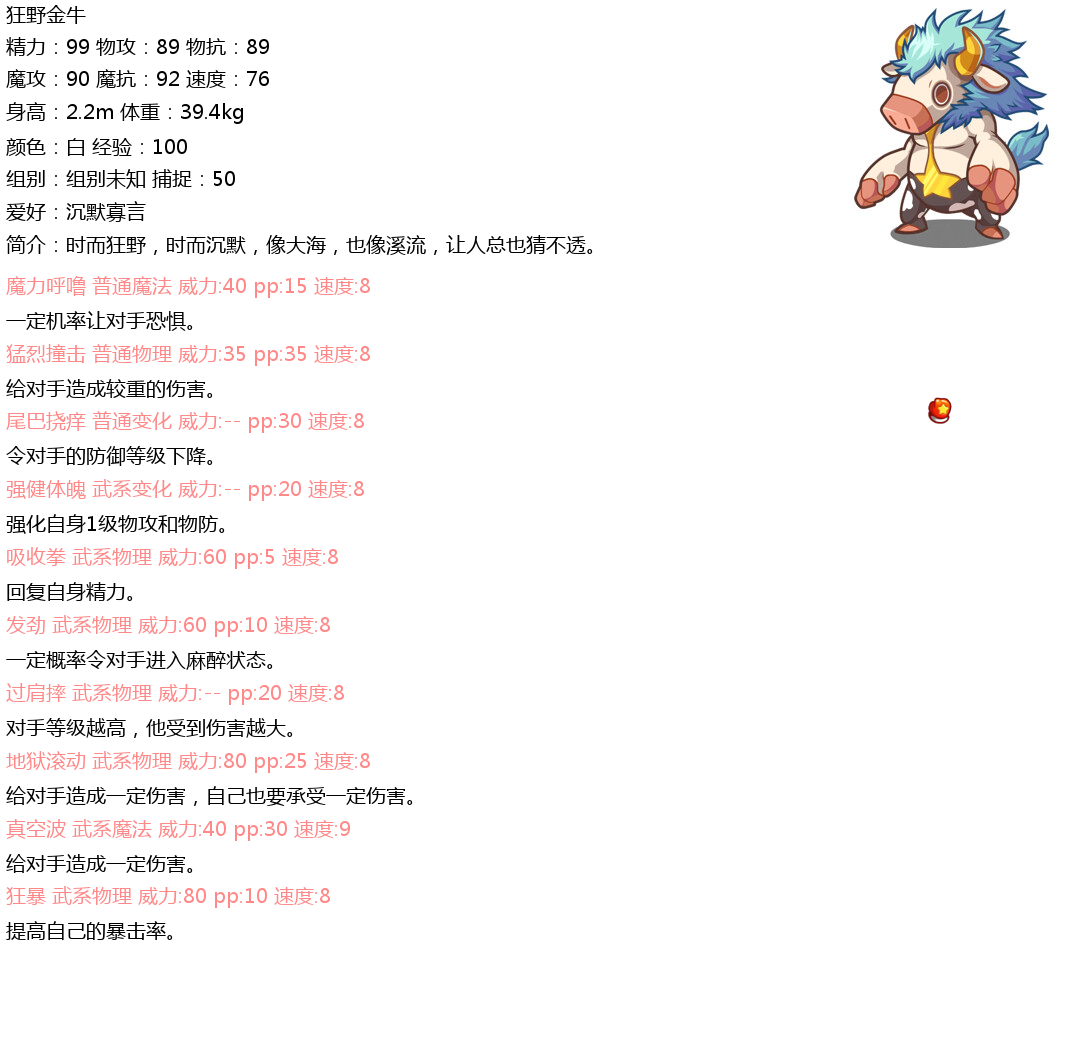 狂野金牛
精力：99 物攻：89 物抗：89
魔攻：90 魔抗：92 速度：76
身高：2.2m 体重：39.4kg
颜色：白 经验：100
组别：组别未知 捕捉：50
爱好：沉默寡言
简介：时而狂野，时而沉默，像大海，也像溪流，让人总也猜不透。
魔力呼噜 普通魔法 威力:40 pp:15 速度:8
一定机率让对手恐惧。
猛烈撞击 普通物理 威力:35 pp:35 速度:8
给对手造成较重的伤害。
尾巴挠痒 普通变化 威力:-- pp:30 速度:8
令对手的防御等级下降。
强健体魄 武系变化 威力:-- pp:20 速度:8
强化自身1级物攻和物防。
吸收拳 武系物理 威力:60 pp:5 速度:8
回复自身精力。
发劲 武系物理 威力:60 pp:10 速度:8
一定概率令对手进入麻醉状态。
过肩摔 武系物理 威力:-- pp:20 速度:8
对手等级越高，他受到伤害越大。
地狱滚动 武系物理 威力:80 pp:25 速度:8
给对手造成一定伤害，自己也要承受一定伤害。
真空波 武系魔法 威力:40 pp:30 速度:9
给对手造成一定伤害。
狂暴 武系物理 威力:80 pp:10 速度:8
提高自己的暴击率。